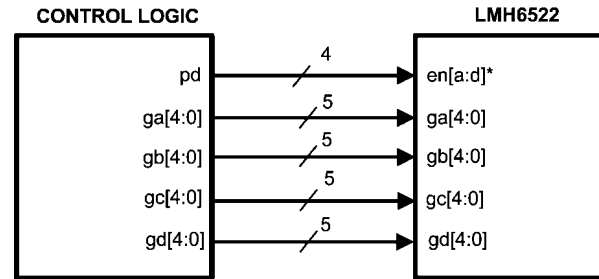 CONTROL LOGIC LMH6522
pd 4 en[a:d]*
ga[4:0] 5 ga[4:0]
gb[4:0] 5 gb[4:0]
gc[4:0] 5 gc[4:0]
gd[4:0] 5 gd[4:0]